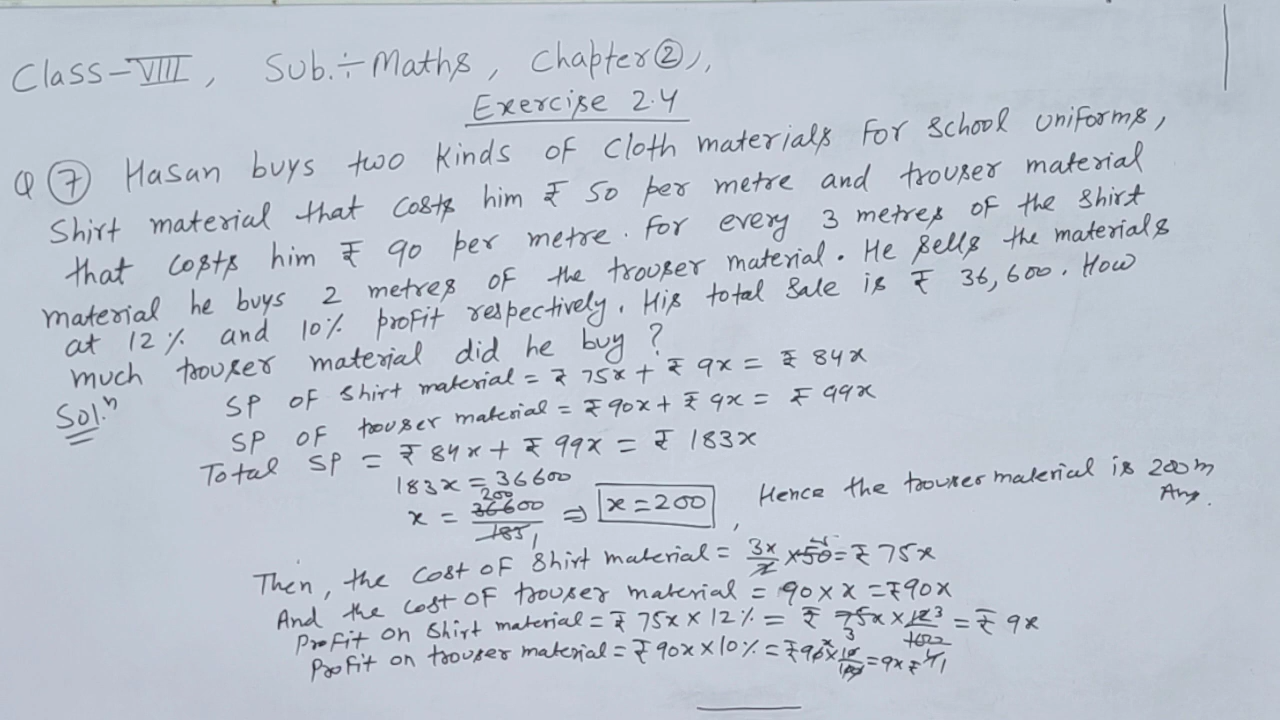 Class-VIII, Sub.÷ Maths, Chapter ②,,
Exercise 2.4
Q ⑦ Hasan buys two kinds of cloth materials for school uniforms,
Shirt material that costs him ₹ 50 per metre and trouser material
that costs him ₹ 90 per metre. For every 3 metres of the shirt
material he buys 2 metres of the trouser material. He sells the materials
at 12% and 10% profit respectively. His total sale is ₹ 36,600. How
much trouser material did he buy?
Sol.ⁿ SP of shirt material = ₹ 75x + ₹ 9x = ₹ 84x
SP of trouser material = ₹ 90x + ₹ 9x = ₹ 99x
Total SP = ₹ 84x + ₹ 99x = ₹ 183x
183x = 36600
x = 36600/183 200 1 ⇒ x = 200, Hence the trouser material is 200m
Ans.
Then, the cost of shirt material = 3x/2 × 50 = ₹ 75x
And the cost of trouser material = 90 × x = ₹90x
Profit on shirt material = ₹ 75x × 12% = ₹ 75x × 12/100 = ₹ 9x
Profit on trouser material = ₹ 90x × 10% = ₹ 90x × 10/100 = 9x ₹